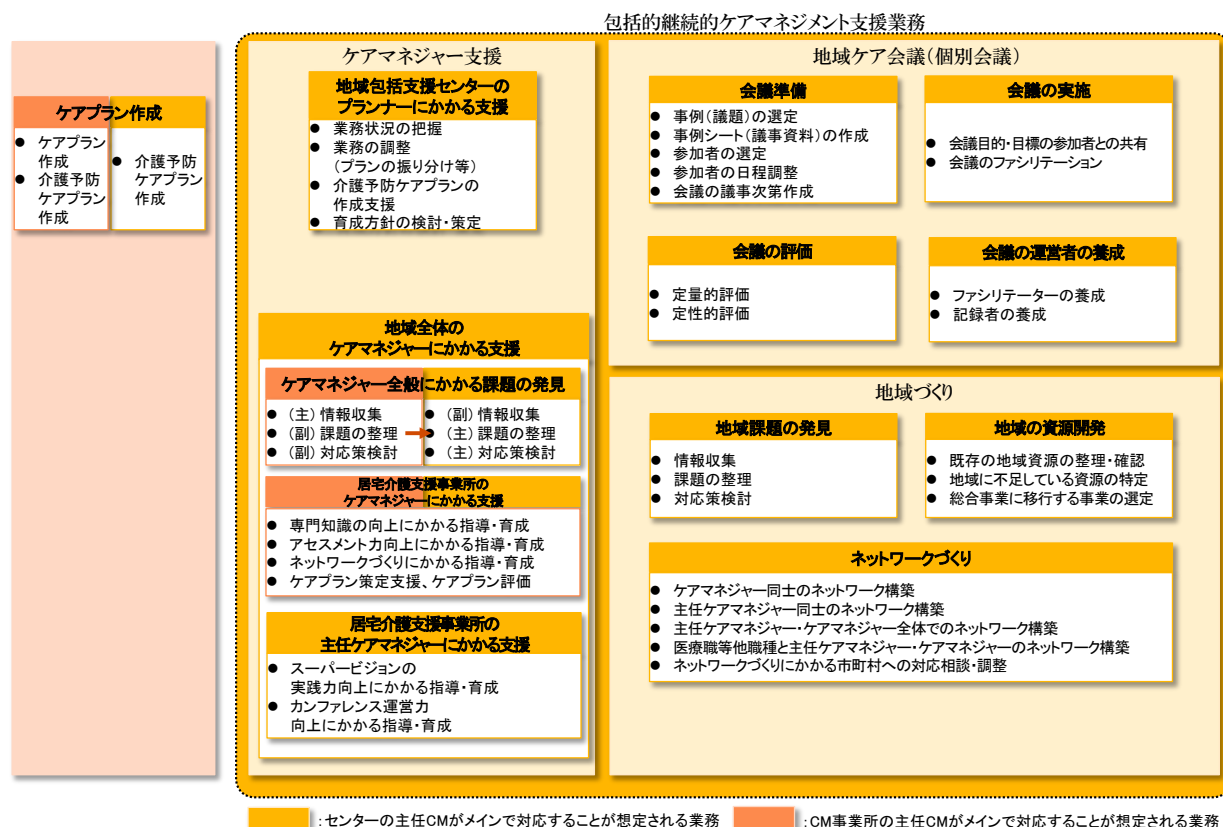 包括的継続的ケアマネジメント支援業務
ケアプラン作成
● ケアプラン
作成
● 介護予防
ケアプラン
作成
● 介護予防
ケアプラン
作成
ケアマネジャー支援
地域包括支援センターの
プランナーにかかる支援
● 業務状況の把握
● 業務の調整
(プランの振り分け等)
● 介護予防ケアプランの
作成支援
● 育成方針の検討・策定
地域全体の
ケアマネジャーにかかる支援
ケアマネジャー全般にかかる課題の発見
● (主) 情報収集
● (副) 課題の整理
● (副) 対応策検討
● (副) 情報収集
● (主) 課題の整理
● (主) 対応策検討
居宅介護支援事業所の
ケアマネジャーにかかる支援
● 専門知識の向上にかかる指導・育成
● アセスメント力向上にかかる指導・育成
● ネットワークづくりにかかる指導・育成
● ケアプラン策定支援、ケアプラン評価
居宅介護支援事業所の
主任ケアマネジャーにかかる支援
● スーパービジョンの
実践力向上にかかる指導・育成
● カンファレンス運営力
向上にかかる指導・育成
地域ケア会議(個別会議)
会議準備
● 事例(議題)の選定
● 事例シート(議事資料)の作成
● 参加者の選定
● 参加者の日程調整
● 会議の議事次第作成
会議の実施
● 会議目的・目標の参加者との共有
● 会議のファシリテーション
会議の評価
● 定量的評価
● 定性的評価
会議の運営者の養成
● ファシリテーターの養成
● 記録者の養成
地域づくり
地域課題の発見
● 情報収集
● 課題の整理
● 対応策検討
地域の資源開発
● 既存の地域資源の整理・確認
● 地域に不足している資源の特定
● 総合事業に移行する事業の選定
ネットワークづくり
● ケアマネジャー同士のネットワーク構築
● 主任ケアマネジャー同士のネットワーク構築
● 主任ケアマネジャー・ケアマネジャー全体でのネットワーク構築
● 医療職等他職種と主任ケアマネジャー・ケアマネジャーのネットワーク構築
● ネットワークづくりにかかる市町村への対応相談・調整
:センターの主任CMがメインで対応することが想定される業務
:CM事業所の主任CMがメインで対応することが想定される業務